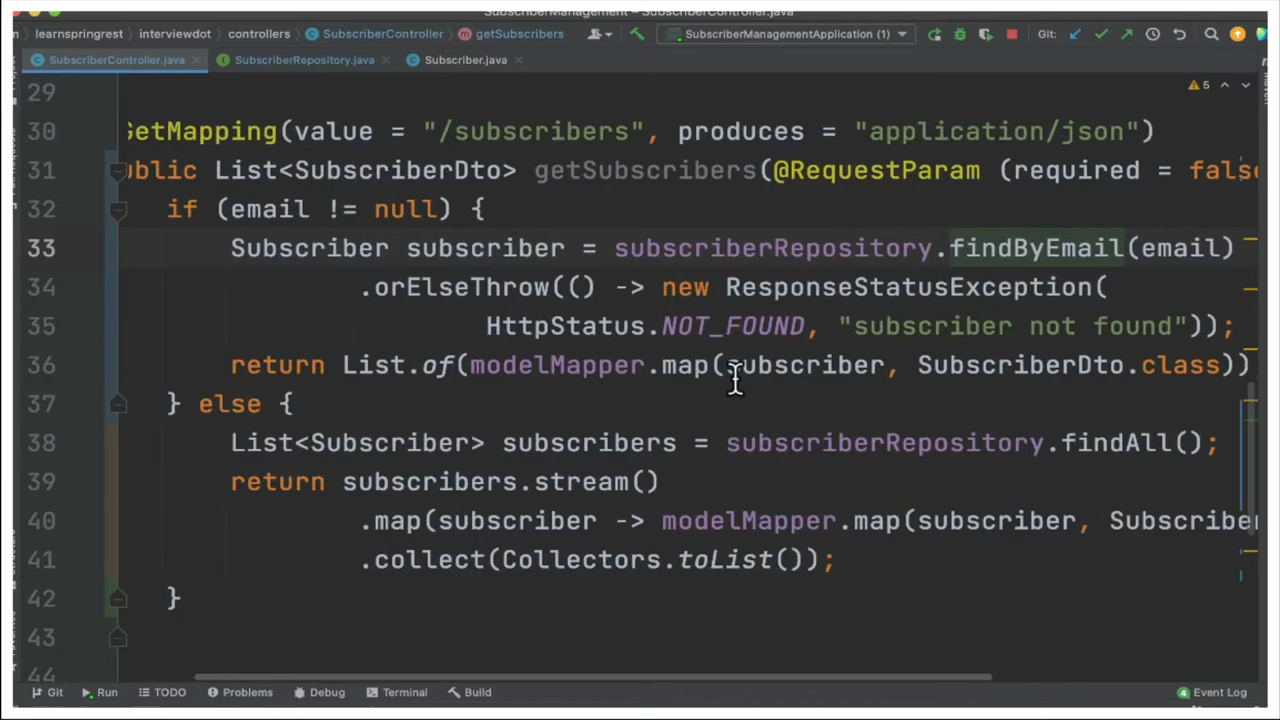 SubscriberManagement – SubscriberController.java
learnspringrest interviewdot controllers SubscriberController getSubscribers SubscriberManagementApplication (1) Git:
SubscriberController.java SubscriberRepository.java Subscriber.java
5
29
30 GetMapping(value = "/subscribers", produces = "application/json")
31 ublic List<SubscriberDto> getSubscribers(@RequestParam (required = false
32 if (email != null) {
33 Subscriber subscriber = subscriberRepository.findByEmail(email)
34 .orElseThrow(() -> new ResponseStatusException(
35 HttpStatus.NOT_FOUND, "subscriber not found"));
36 return List.of(modelMapper.map(subscriber, SubscriberDto.class))
37 } else {
38 List<Subscriber> subscribers = subscriberRepository.findAll();
39 return subscribers.stream()
40 .map(subscriber -> modelMapper.map(subscriber, Subscribe
41 .collect(Collectors.toList());
42 }
43
44
Git Run TODO Problems Debug Terminal Build 4 Event Log